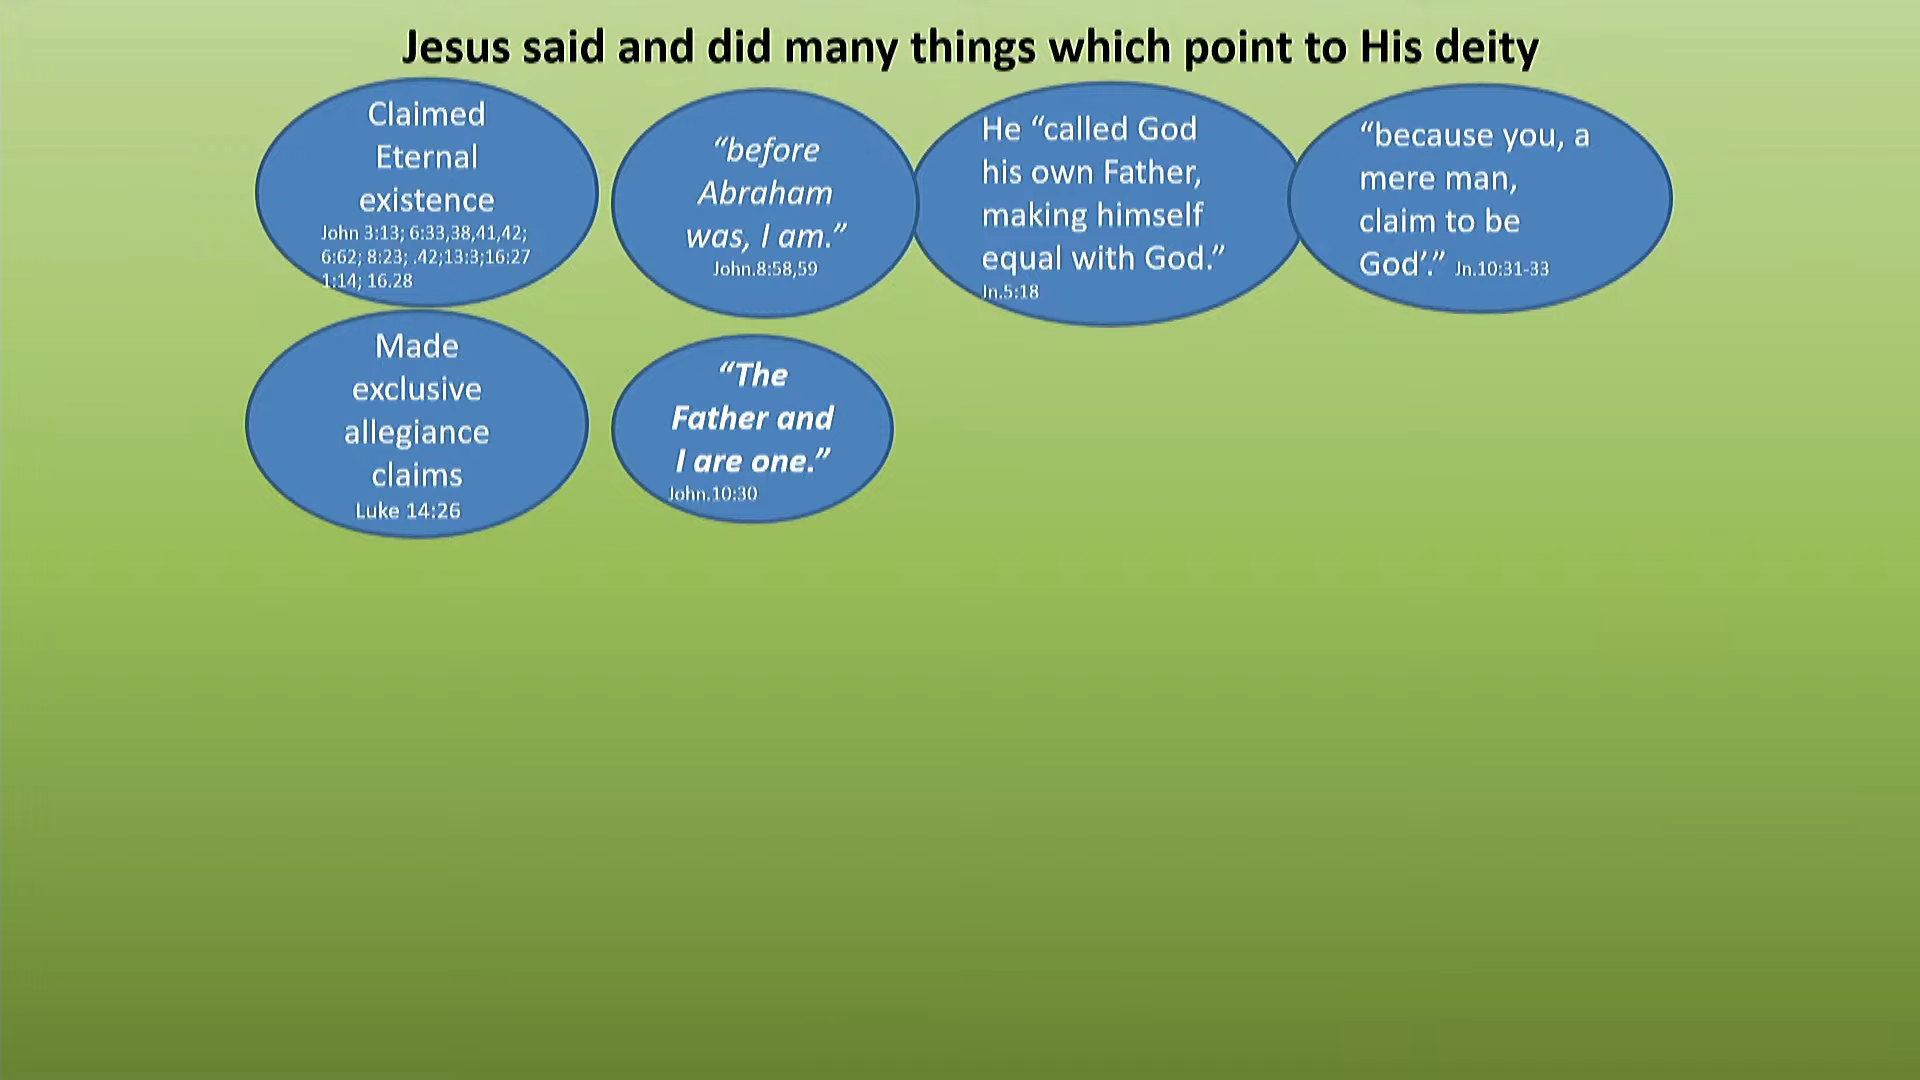 Jesus said and did many things which point to His deity
Claimed
Eternal
existence
John 3:13; 6:33,38,41,42;
6:62; 8:23; .42;13:3;16:27
1:14; 16.28
“before
Abraham
was, I am.”
John.8:58,59
He “called God
his own Father,
making himself
equal with God.”
Jn.5:18
“because you, a
mere man,
claim to be
God’.” Jn.10:31-33
Made
exclusive
allegiance
claims
Luke 14:26
“The
Father and
I are one.”
John.10:30